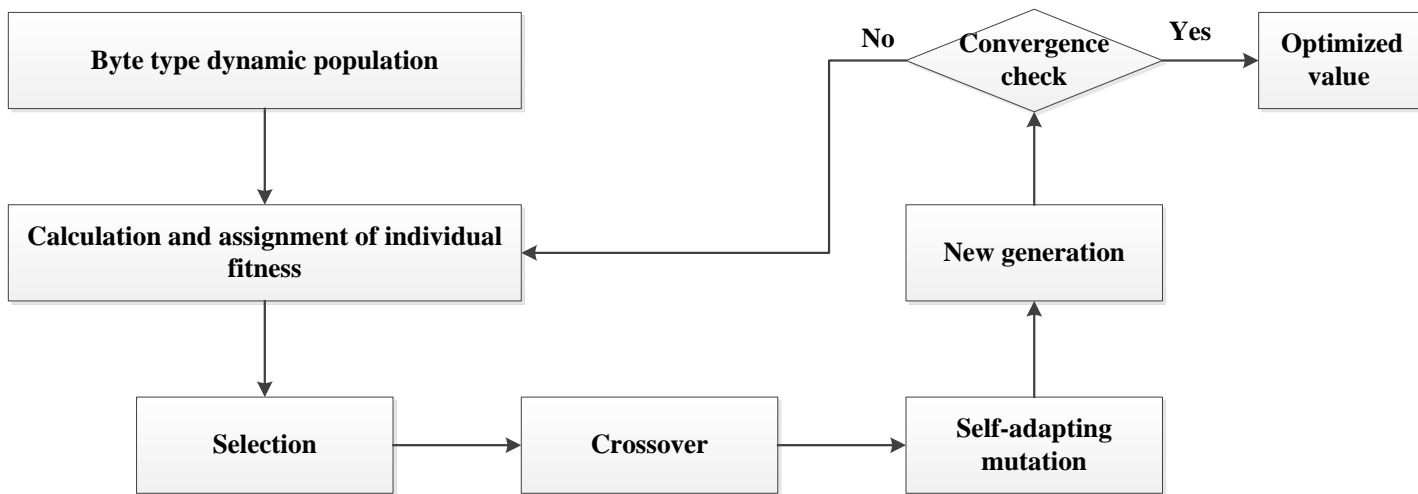 Byte type dynamic population
No
Convergence
check
Yes
Optimized
value
Calculation and assignment of individual
fitness
New generation
Selection
Crossover
Self-adapting
mutation